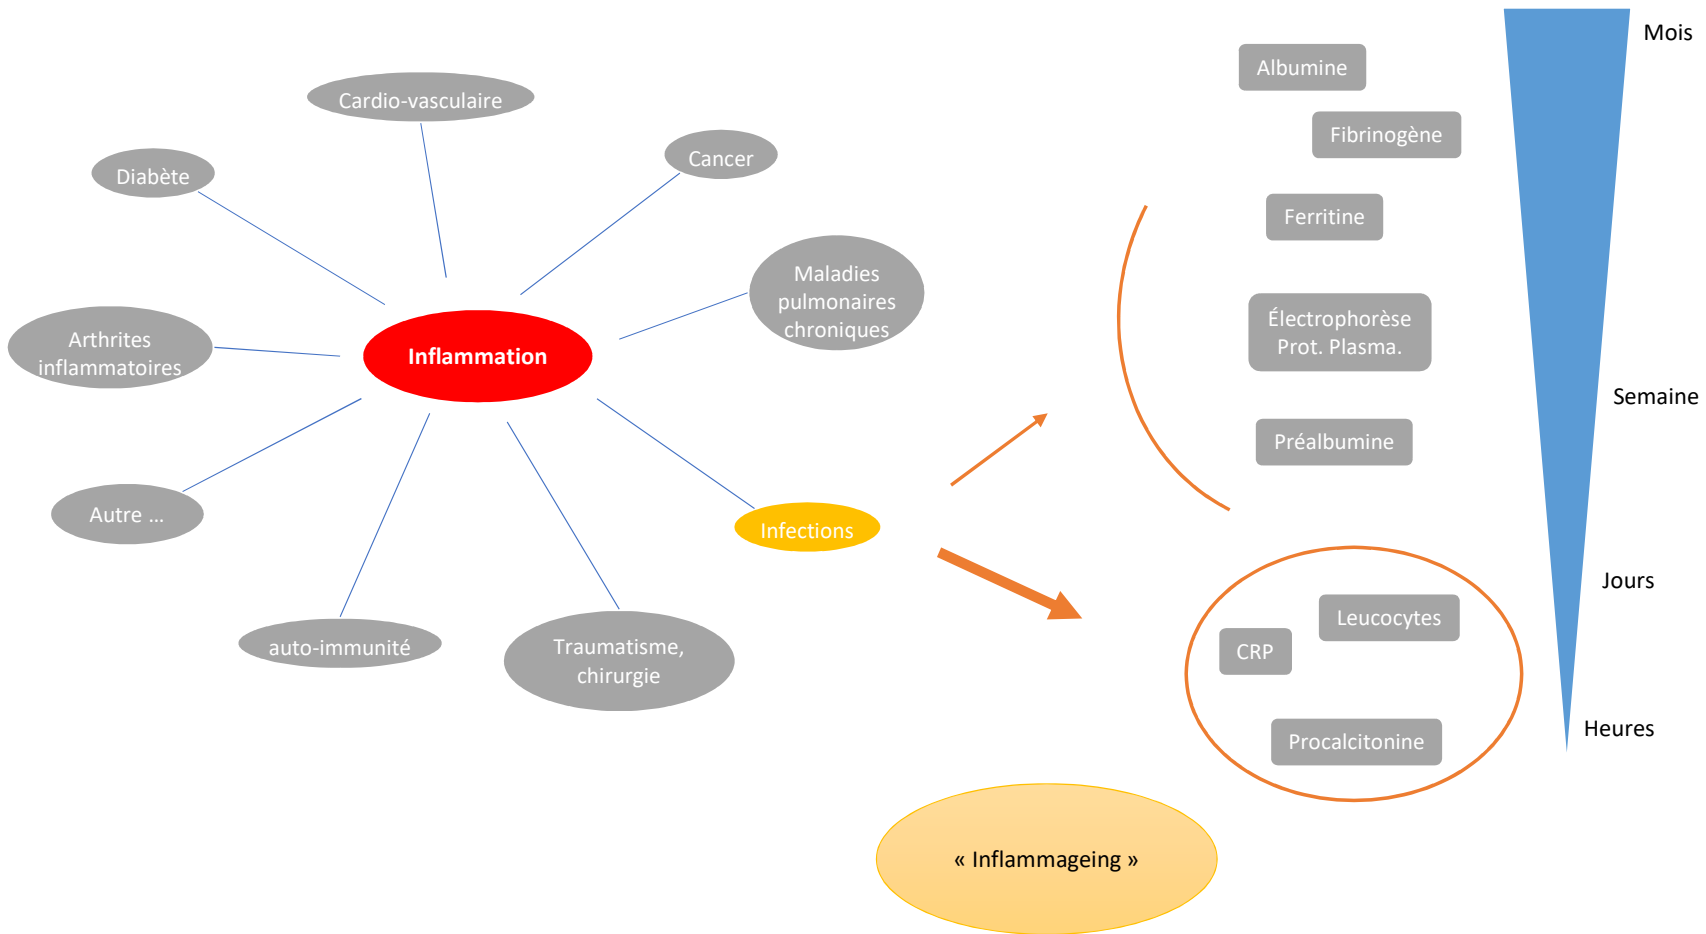 Cardio-vasculaire
Cancer
Diabète
Maladies
pulmonaires
chroniques
Arthrites
inflammatoires
Inflammation
Autre ...
Infections
auto-immunité
Traumatisme,
chirurgie
Mois
Albumine
Fibrinogène
Ferritine
Électrophorèse
Prot. Plasma.
Semaine
Préalbumine
Jours
Leucocytes
CRP
Heures
Procalcitonine
« Inflammageing »